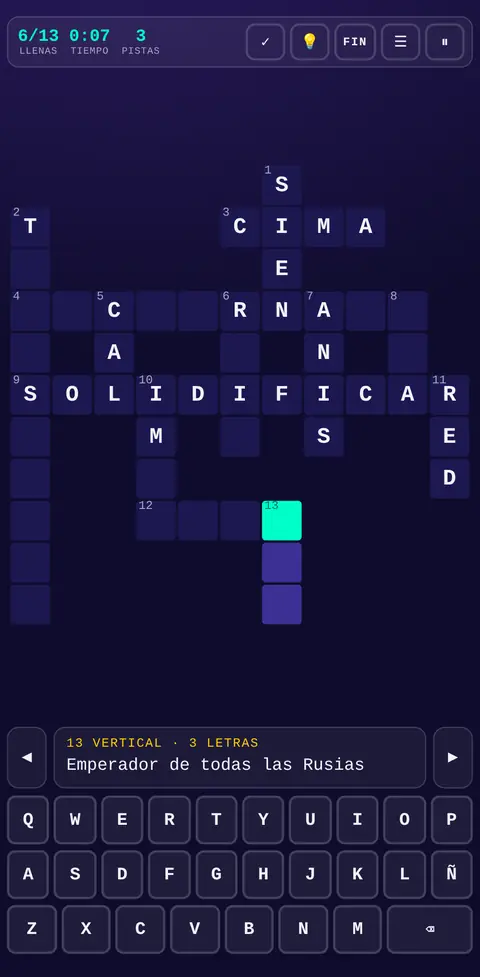 6/13 0:07 3
LLENAS TIEMPO PISTAS
✓ 💡 FIN ☰ ⏸
1 S
2 T 3 C I M A
E
4 5 C 6 R N 7 A 8
A N
9 S O L 10 I D I F I C A 11 R
M S E
D
12 13
13 VERTICAL · 3 LETRAS
◀ Emperador de todas las Rusias ▶
Q W E R T Y U I O P
A S D F G H J K L Ñ
Z X C V B N M ⌫